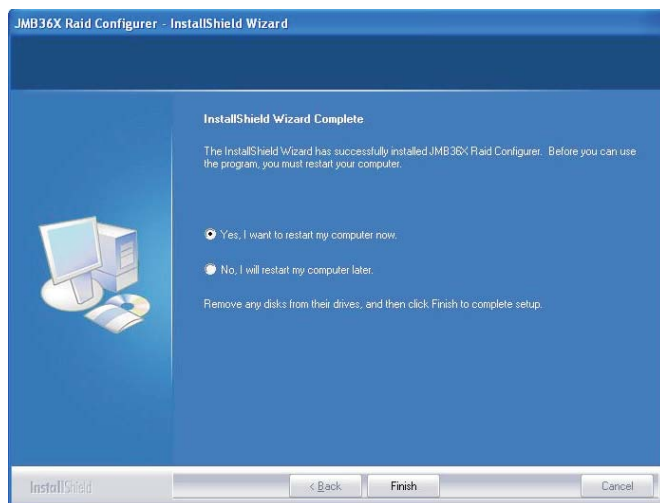 JMB36X Raid Configurer - InstallShield Wizard
InstallShield Wizard Complete
The InstallShield Wizard has successfully installed JMB36X Raid Configurer. Before you can use
the program, you must restart your computer.
Yes, I want to restart my computer now.
No, I will restart my computer later.
Remove any disks from their drives, and then click Finish to complete setup.
InstallShield
< Back
Finish
Cancel